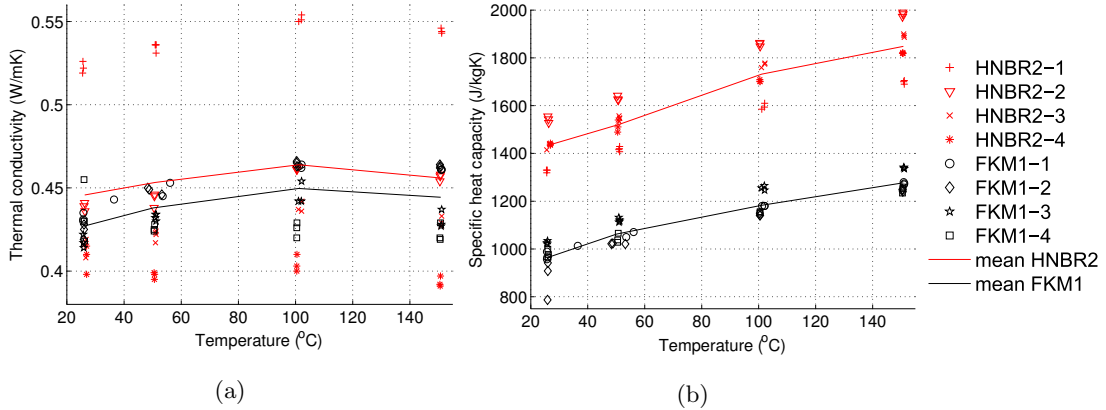 0.55
0.5
0.45
0.4
Thermal conductivity (W/mK)
20 40 60 80 100 120 140
Temperature (°C)
(a)
2000
1800
1600
1400
1200
1000
800
Specific heat capacity (J/kgK)
20 40 60 80 100 120 140
Temperature (°C)
(b)
HNBR2−1
HNBR2−2
HNBR2−3
HNBR2−4
FKM1−1
FKM1−2
FKM1−3
FKM1−4
mean HNBR2
mean FKM1